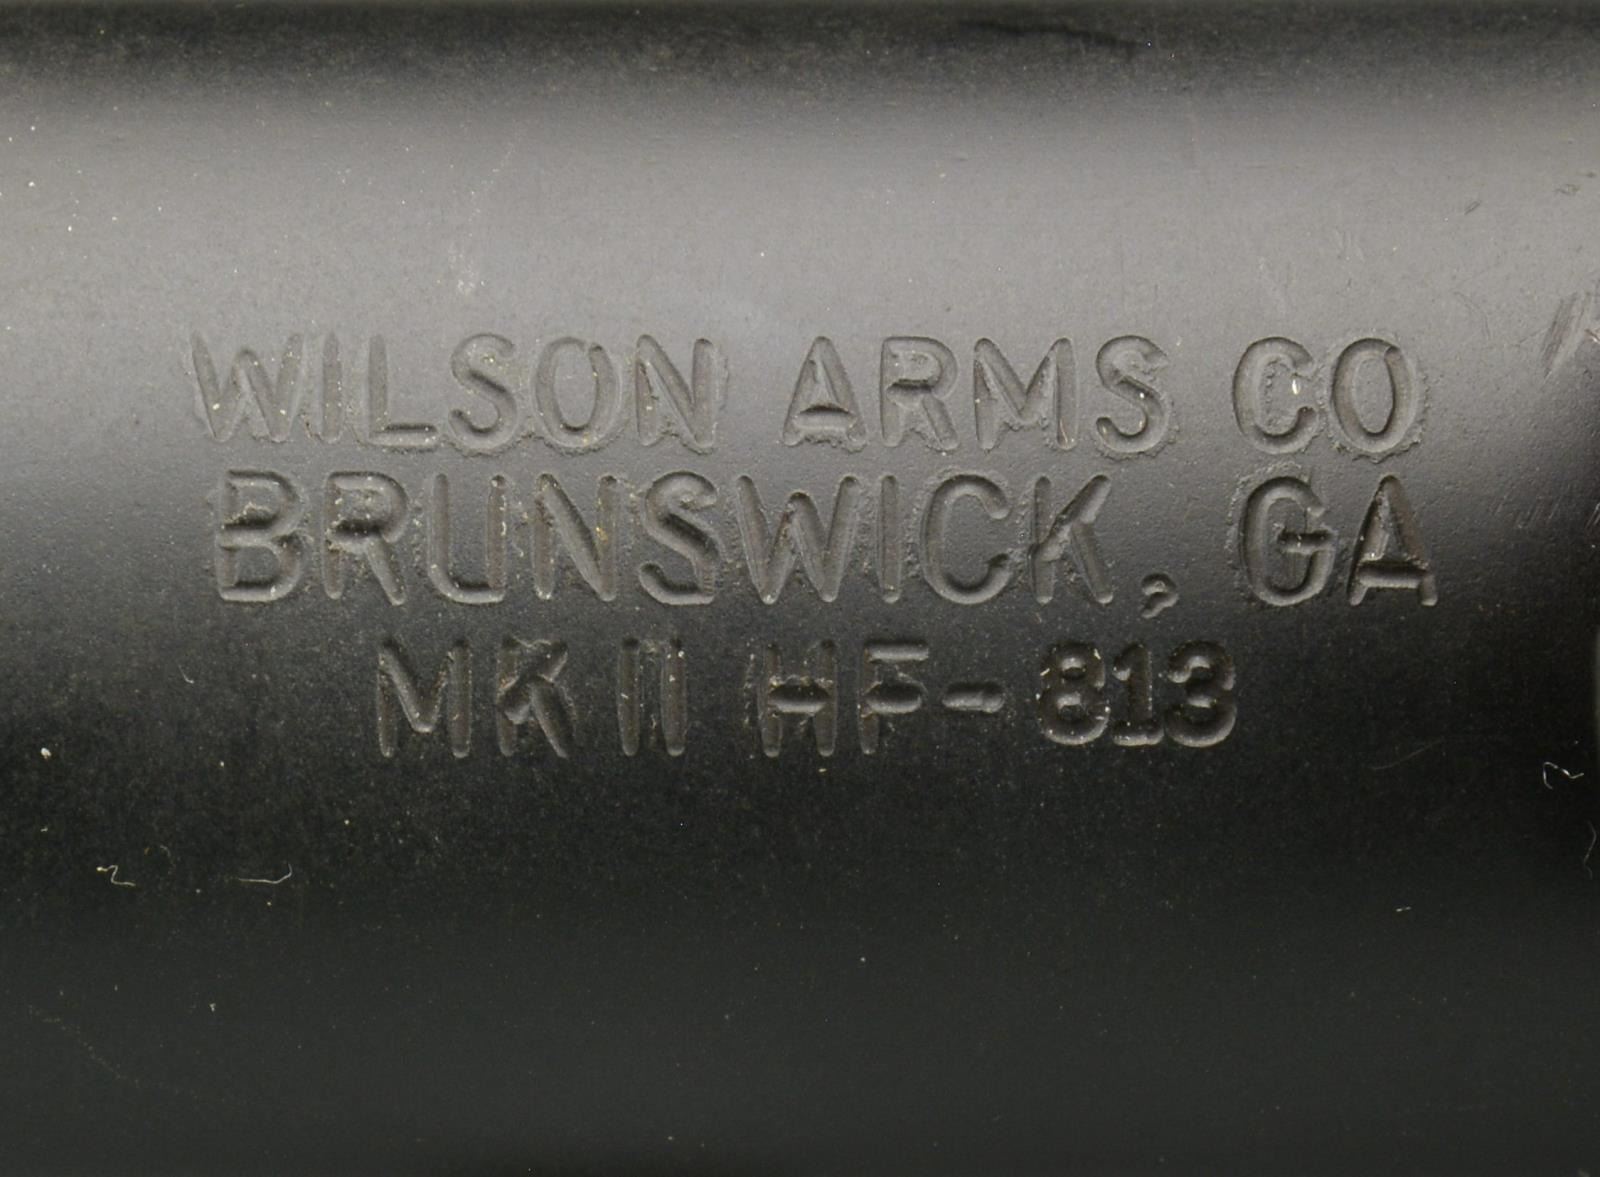 WILSON ARMS CO
BRUNSWICK, GA
MK II HF-813